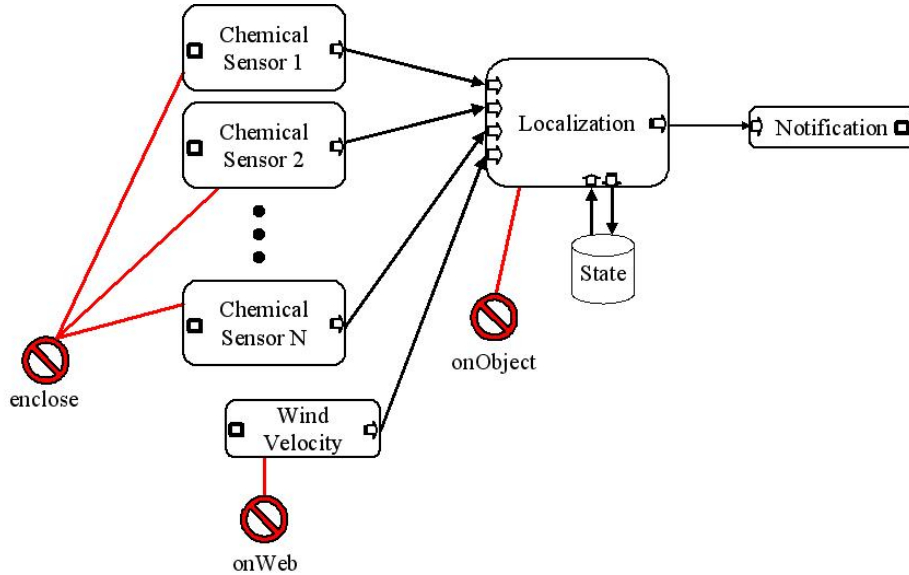 Chemical
Sensor 1
Chemical
Sensor 2
Localization
Notification
State
Chemical
Sensor N
onObject
enclose
Wind
Velocity
onWeb